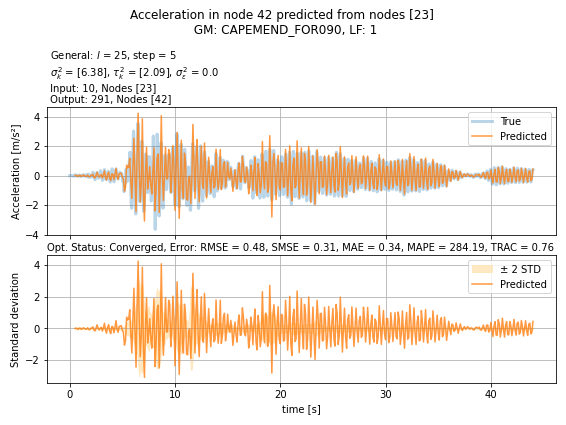 Acceleration in node 42 predicted from nodes [23]
GM: CAPEMEND_FOR090, LF: 1
General: l = 25, step = 5
σ²ₖ = [6.38], τ²ₖ = [2.09], σ²ε = 0.0
Input: 10, Nodes [23]
Output: 291, Nodes [42]
4
2
0
−2
−4
Acceleration [m/s²]
True
Predicted
Opt. Status: Converged, Error: RMSE = 0.48, SMSE = 0.31, MAE = 0.34, MAPE = 284.19, TRAC = 0.76
4
2
0
−2
Standard deviation
± 2 STD
Predicted
0
10
20
30
40
time [s]